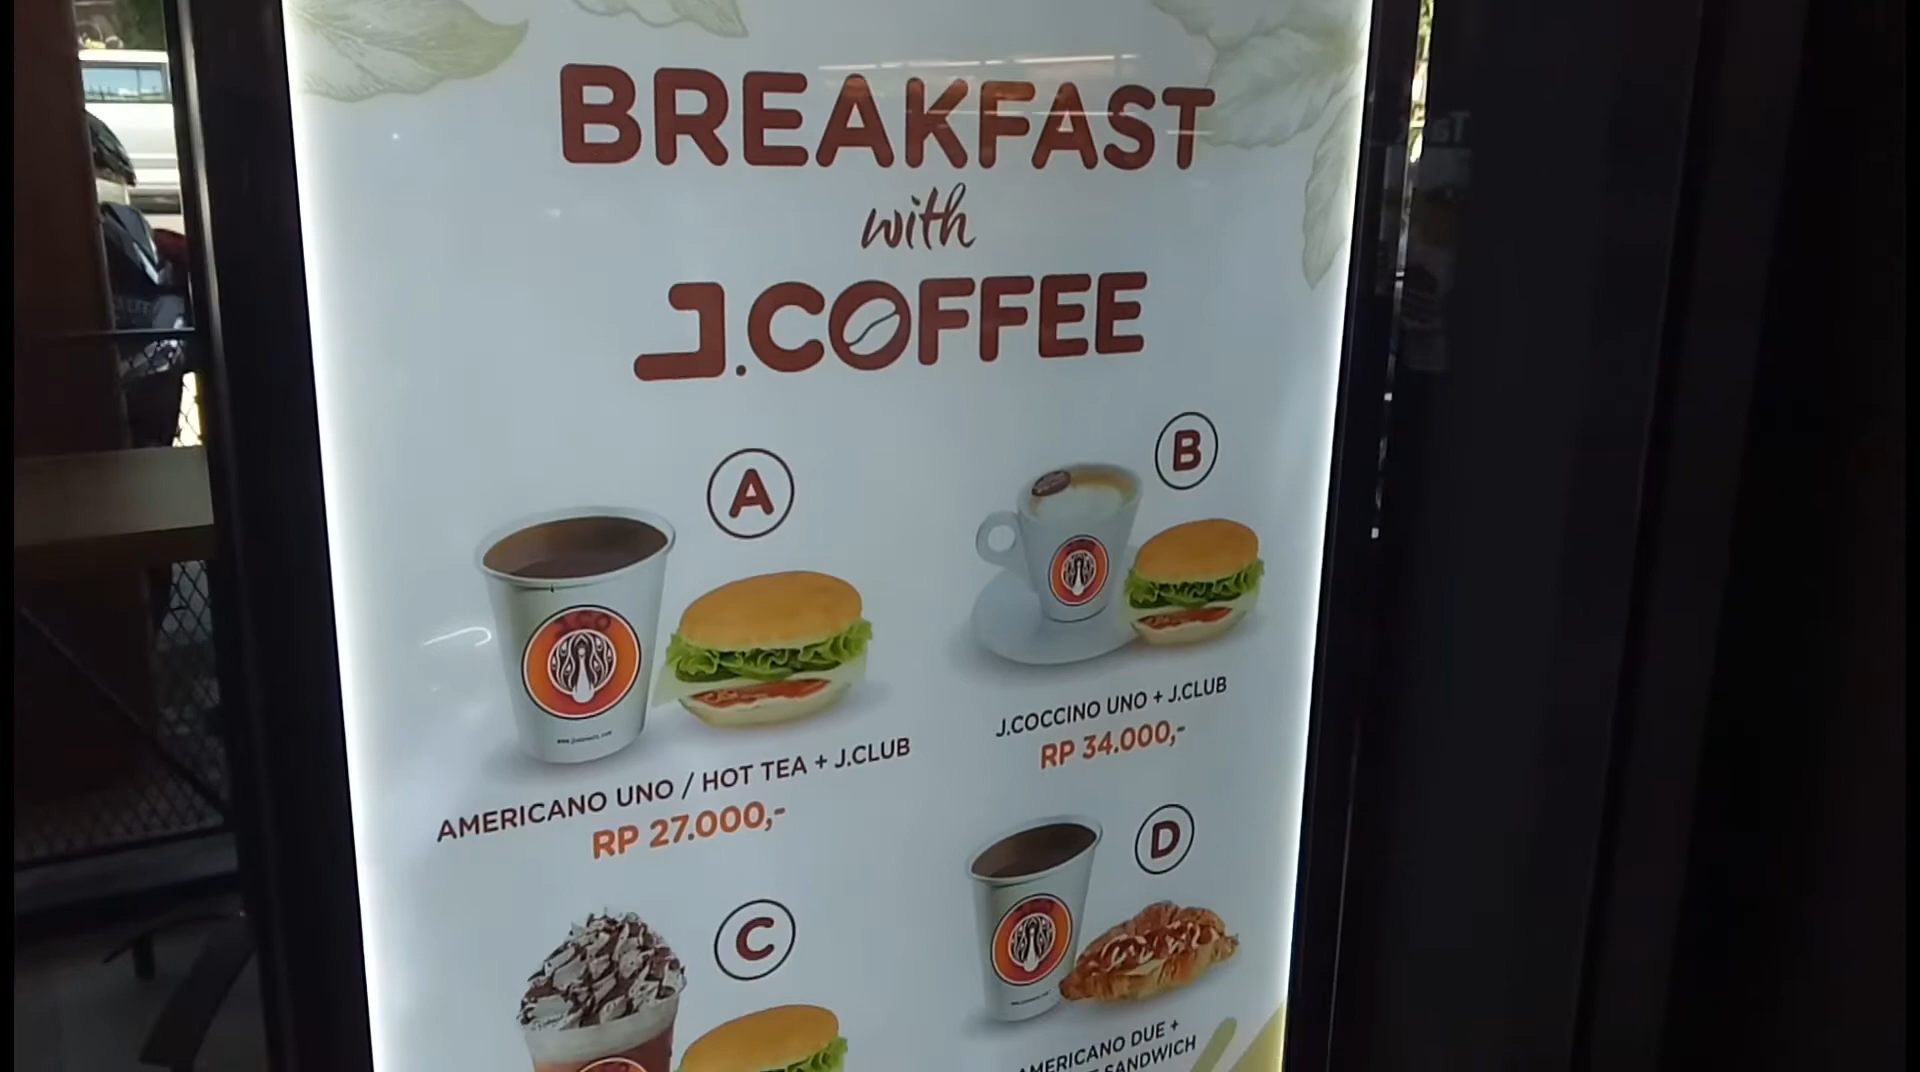 BREAKFAST
with
J.COFFEE
A
AMERICANO UNO / HOT TEA + J.CLUB
RP 27.000,-
B
J.COCCINO UNO + J.CLUB
RP 34.000,-
C
D
AMERICANO DUE +
SANDWICH